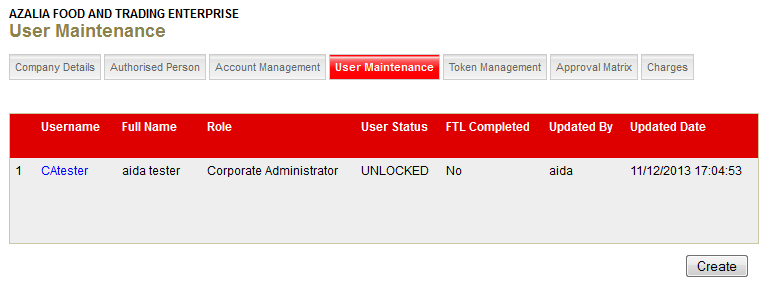 AZALIA FOOD AND TRADING ENTERPRISE
User Maintenance
Company Details Authorised Person Account Management User Maintenance Token Management Approval Matrix Charges
Username Full Name Role User Status FTL Completed Updated By Updated Date
1 CAtester aida tester Corporate Administrator UNLOCKED No aida 11/12/2013 17:04:53
Create